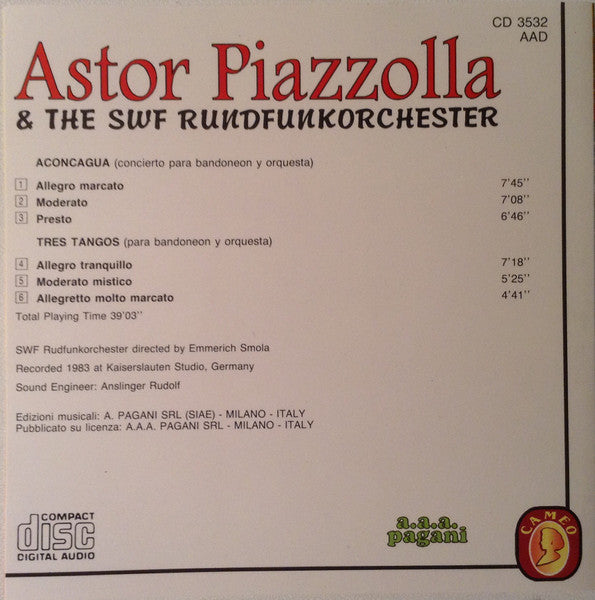 CD 3532
AAD
Astor Piazzolla
& THE SWF RUNDFUNKORCHESTER
ACONCAGUA (concierto para bandoneon y orquesta)
1 Allegro marcato 7'45''
2 Moderato 7'08''
3 Presto 6'46''
TRES TANGOS (para bandoneon y orquesta)
4 Allegro tranquillo 7'18''
5 Moderato mistico 5'25''
6 Allegretto molto marcato 4'41''
Total Playing Time 39'03''
SWF Rudfunkorchester directed by Emmerich Smola
Recorded 1983 at Kaiserslauten Studio, Germany
Sound Engineer: Anslinger Rudolf
Edizioni musicali: A. PAGANI SRL (SIAE) - MILANO - ITALY
Pubblicato su licenza: A.A.A. PAGANI SRL - MILANO - ITALY
COMPACT
disc
DIGITAL AUDIO
a.a.a.
pagani
CAMEO